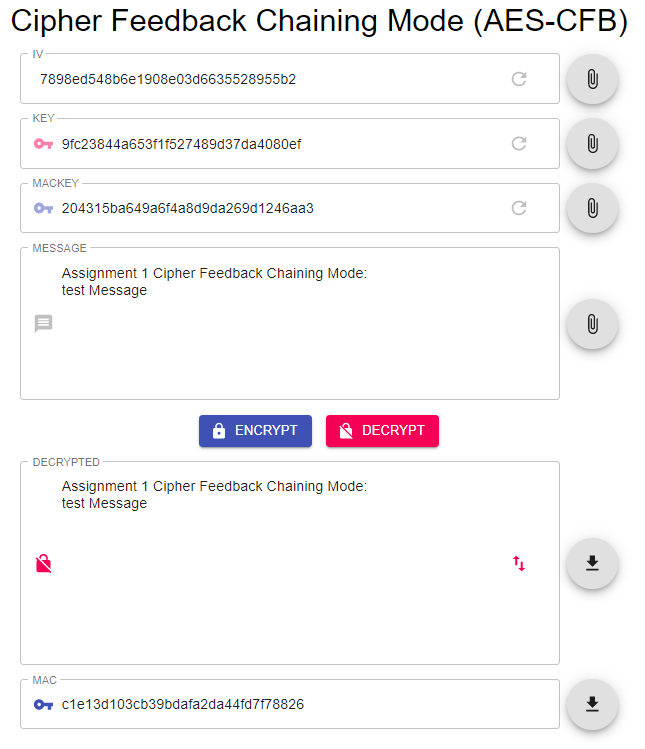 Cipher Feedback Chaining Mode (AES-CFB)
IV
7898ed548b6e1908e03d6635528955b2
KEY
9fc23844a653f1f527489d37da4080ef
MACKEY
204315ba649a6f4a8d9da269d1246aa3
MESSAGE
Assignment 1 Cipher Feedback Chaining Mode:
test Message
ENCRYPT DECRYPT
DECRYPTED
Assignment 1 Cipher Feedback Chaining Mode:
test Message
MAC
c1e13d103cb39bdafa2da44fd7f78826